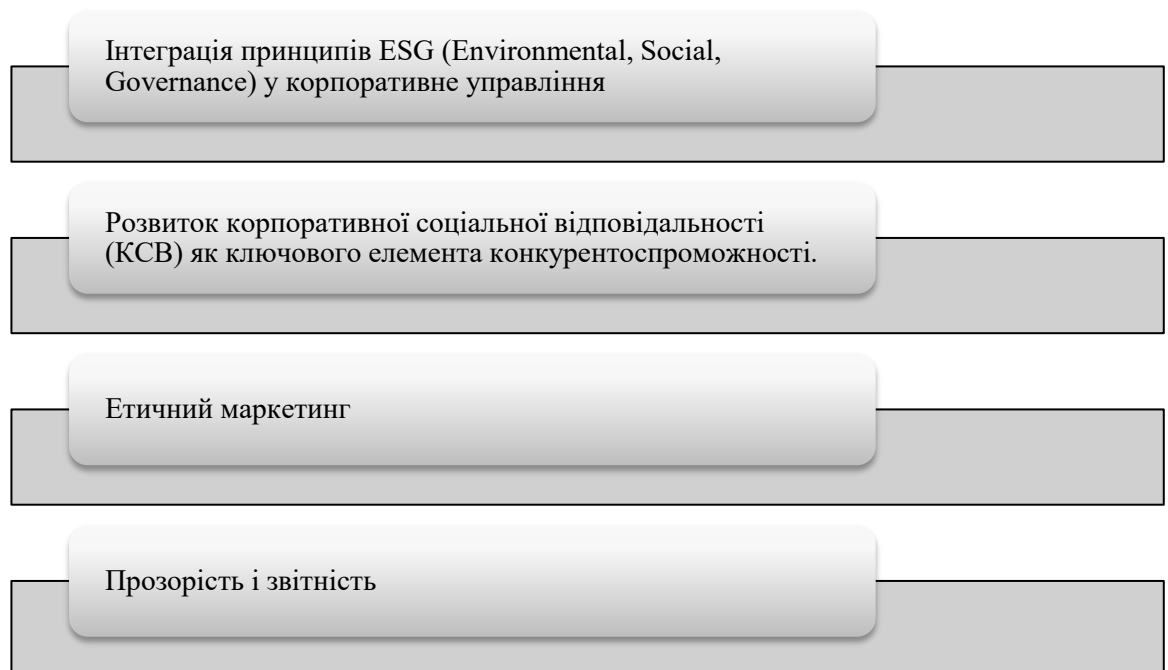 Інтеграція принципів ESG (Environmental, Social,
Governance) у корпоративне управління
Розвиток корпоративної соціальної відповідальності
(КСВ) як ключового елемента конкурентоспроможності.
Етичний маркетинг
Прозорість і звітність